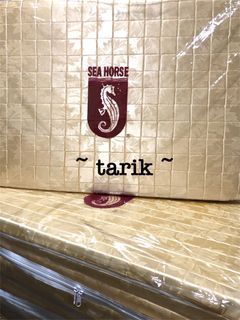 SEA HORSE
~ tarik ~